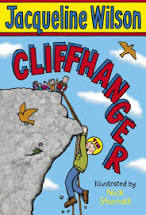 Jacqueline Wilson
CLIFFHANGER
Illustrated by
Nick
Sharratt